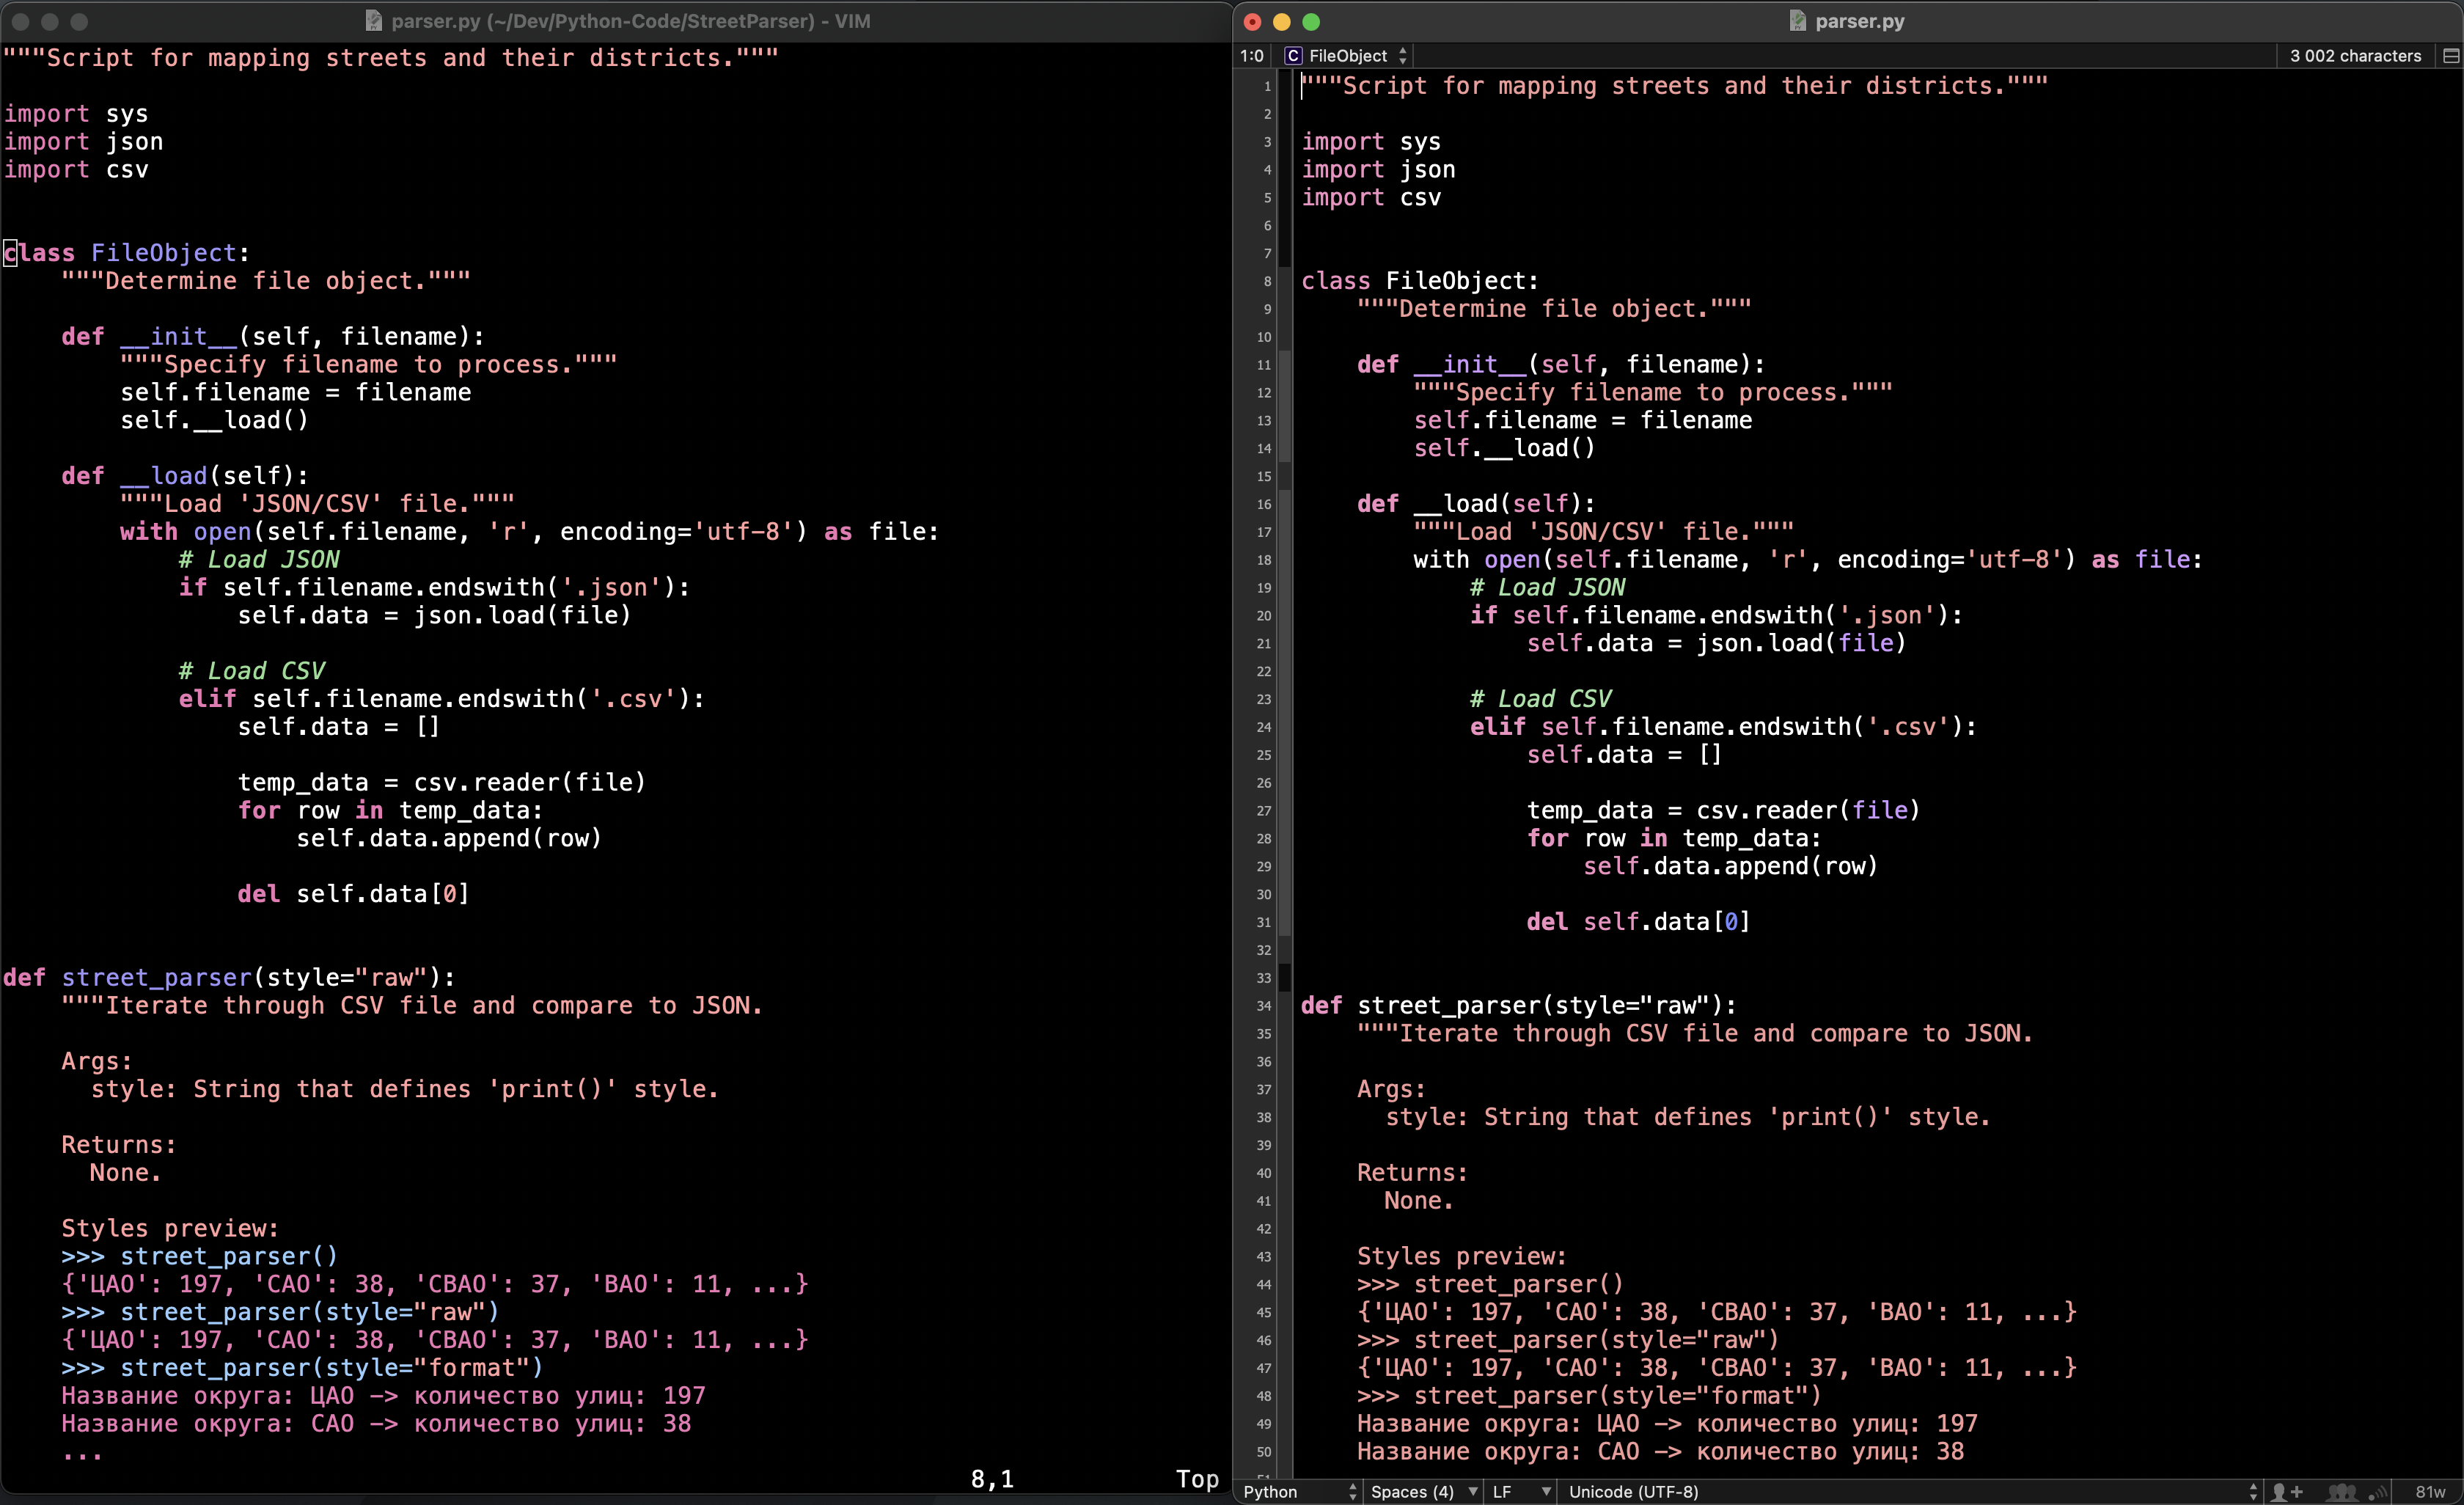 parser.py (~/Dev/Python-Code/StreetParser) - VIM
"""Script for mapping streets and their districts."""
import sys
import json
import csv
class FileObject:
"""Determine file object."""
def __init__(self, filename):
"""Specify filename to process."""
self.filename = filename
self.__load()
def __load(self):
"""Load 'JSON/CSV' file."""
with open(self.filename, 'r', encoding='utf-8') as file:
# Load JSON
if self.filename.endswith('.json'):
self.data = json.load(file)
# Load CSV
elif self.filename.endswith('.csv'):
self.data = []
temp_data = csv.reader(file)
for row in temp_data:
self.data.append(row)
del self.data[0]
def street_parser(style="raw"):
"""Iterate through CSV file and compare to JSON.
Args:
style: String that defines 'print()' style.
Returns:
None.
Styles preview:
>>> street_parser()
{'ЦАО': 197, 'САО': 38, 'СВАО': 37, 'ВАО': 11, ...}
>>> street_parser(style="raw")
{'ЦАО': 197, 'САО': 38, 'СВАО': 37, 'ВАО': 11, ...}
>>> street_parser(style="format")
Название округа: ЦАО -> количество улиц: 197
Название округа: САО -> количество улиц: 38
...
8,1 Top
parser.py
1:0 C FileObject 3 002 characters
1 """Script for mapping streets and their districts."""
2
3 import sys
4 import json
5 import csv
6
7
8 class FileObject:
9 """Determine file object."""
10
11 def __init__(self, filename):
12 """Specify filename to process."""
13 self.filename = filename
14 self.__load()
15
16 def __load(self):
17 """Load 'JSON/CSV' file."""
18 with open(self.filename, 'r', encoding='utf-8') as file:
19 # Load JSON
20 if self.filename.endswith('.json'):
21 self.data = json.load(file)
22
23 # Load CSV
24 elif self.filename.endswith('.csv'):
25 self.data = []
26
27 temp_data = csv.reader(file)
28 for row in temp_data:
29 self.data.append(row)
30
31 del self.data[0]
32
33
34 def street_parser(style="raw"):
35 """Iterate through CSV file and compare to JSON.
36
37 Args:
38 style: String that defines 'print()' style.
39
40 Returns:
41 None.
42
43 Styles preview:
44 >>> street_parser()
45 {'ЦАО': 197, 'САО': 38, 'СВАО': 37, 'ВАО': 11, ...}
46 >>> street_parser(style="raw")
47 {'ЦАО': 197, 'САО': 38, 'СВАО': 37, 'ВАО': 11, ...}
48 >>> street_parser(style="format")
49 Название округа: ЦАО -> количество улиц: 197
50 Название округа: САО -> количество улиц: 38
Python Spaces (4) LF Unicode (UTF-8) 81w